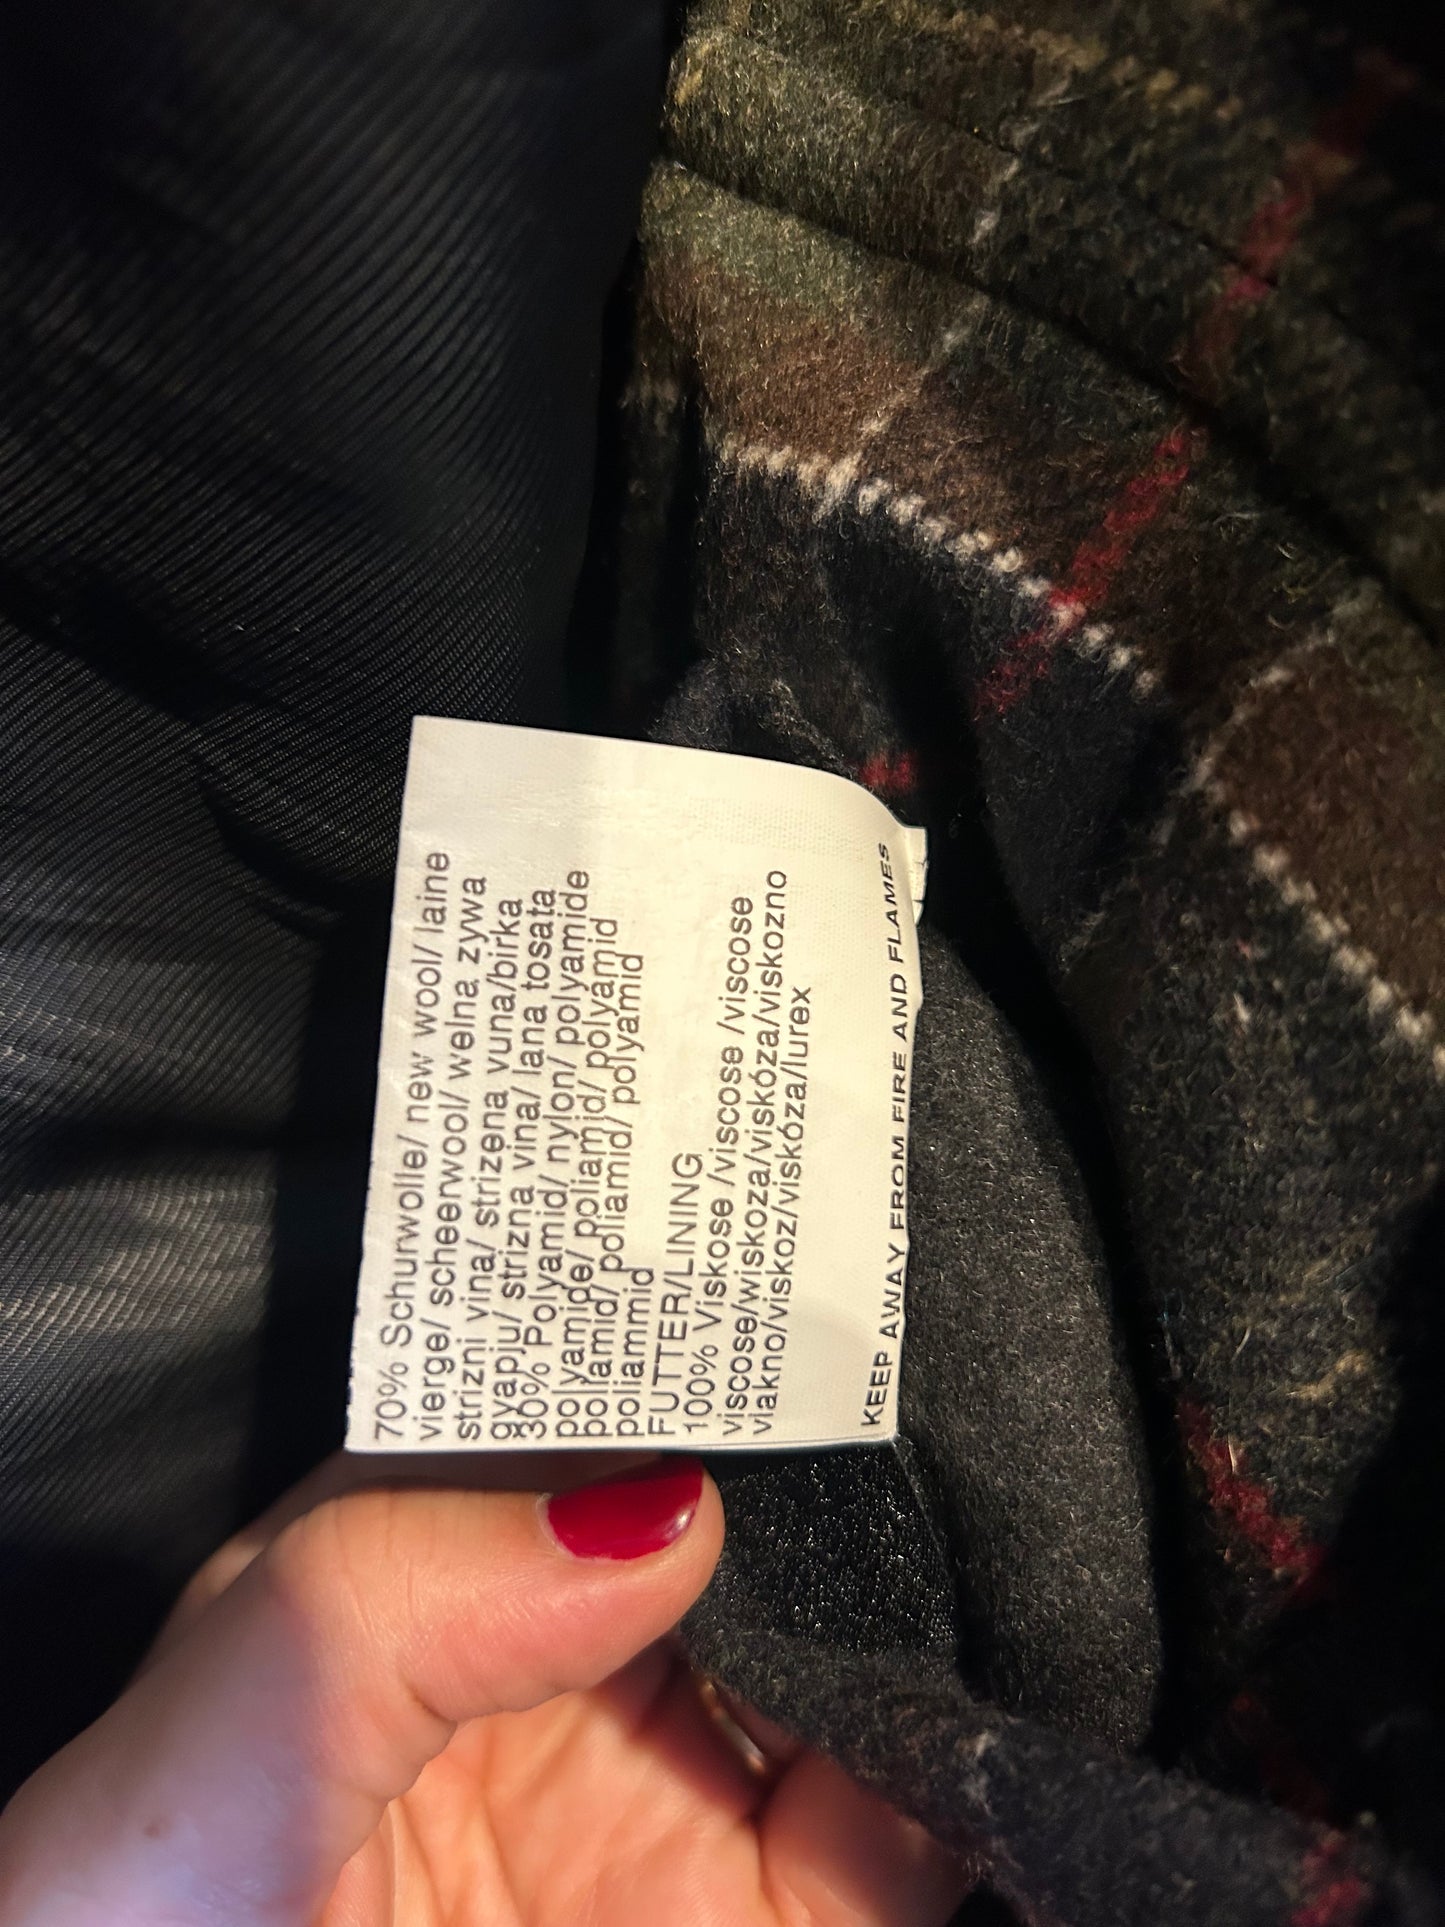 70% Schurwolle/ new wool/ laine
vierge/ scheerwool/ welna zywa
strizni vina/ strizena vuna/birka
gyapju/ strizna vina/ lana tosata
30% Polyamid/ nylon/ polyamide
polyamide/ poliamid/ polyamid
poliamid/ poliamid/ polyamid
poliammid
FUTTER/LINING
100% Viskose /viscose /viscose
viscose/wiskoza/viskóza/viskozno
vlakno/viskoz/viskóza/lurex
KEEP AWAY FROM FIRE AND FLAMES